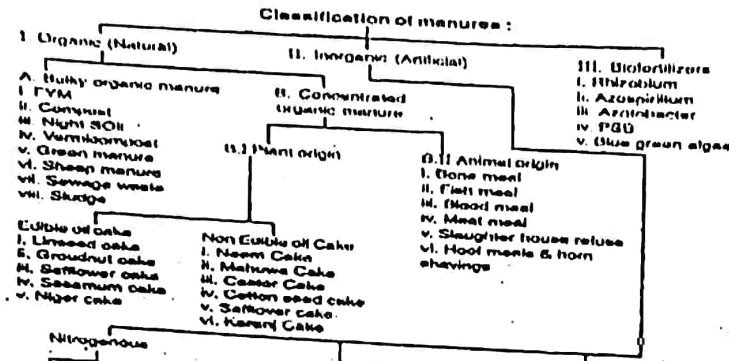 Classification of manures :
I. Organic (Natural)
II. Inorganic (Artificial)
III. Biofertilizers
i. Rhizobium
ii. Azospirillum
iii. Azotobacter
iv. PSB
v. Blue green algae
A. Bulky organic manure
i. FYM
ii. Compost
iii. Night SOil
iv. Vermicompost
v. Green manure
vi. Sheep manure
vii. Sewage waste
viii. Sludge
B. Concentrated
organic manure
B.I Plant origin
B.II Animal origin
i. Bone meal
ii. Fish meal
iii. Blood meal
iv. Meat meal
v. Slaughter house refuse
vi. Hoof meals & horn
shavings
Edible oil cake
i. Linseed cake
ii. Groudnut cake
iii. Safflower cake
iv. Sesamum cake
v. Niger cake
Non Edible oil Cake
i. Neem Cake
ii. Mahuwa Cake
iii. Castor Cake
iv. Cotton seed cake
v. Safflower Cake
vi. Karanj Cake
Nitrogenous